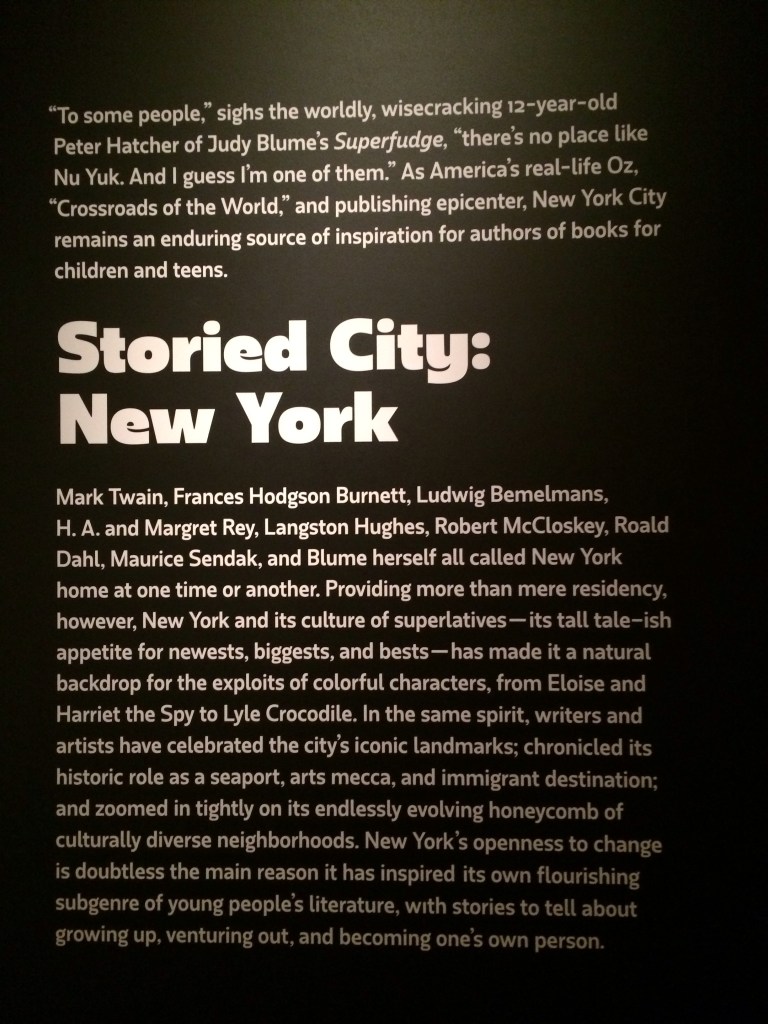 “To some people,” sighs the worldly, wisecracking 12-year-old
Peter Hatcher of Judy Blume’s Superfudge, “there’s no place like
Nu Yuk. And I guess I’m one of them.” As America’s real-life Oz,
“Crossroads of the World,” and publishing epicenter, New York City
remains an enduring source of inspiration for authors of books for
children and teens.
Storied City:
New York
Mark Twain, Frances Hodgson Burnett, Ludwig Bemelmans,
H. A. and Margret Rey, Langston Hughes, Robert McCloskey, Roald
Dahl, Maurice Sendak, and Blume herself all called New York
home at one time or another. Providing more than mere residency,
however, New York and its culture of superlatives—its tall tale-ish
appetite for newests, biggests, and bests—has made it a natural
backdrop for the exploits of colorful characters, from Eloise and
Harriet the Spy to Lyle Crocodile. In the same spirit, writers and
artists have celebrated the city’s iconic landmarks; chronicled its
historic role as a seaport, arts mecca, and immigrant destination;
and zoomed in tightly on its endlessly evolving honeycomb of
culturally diverse neighborhoods. New York’s openness to change
is doubtless the main reason it has inspired its own flourishing
subgenre of young people’s literature, with stories to tell about
growing up, venturing out, and becoming one’s own person.